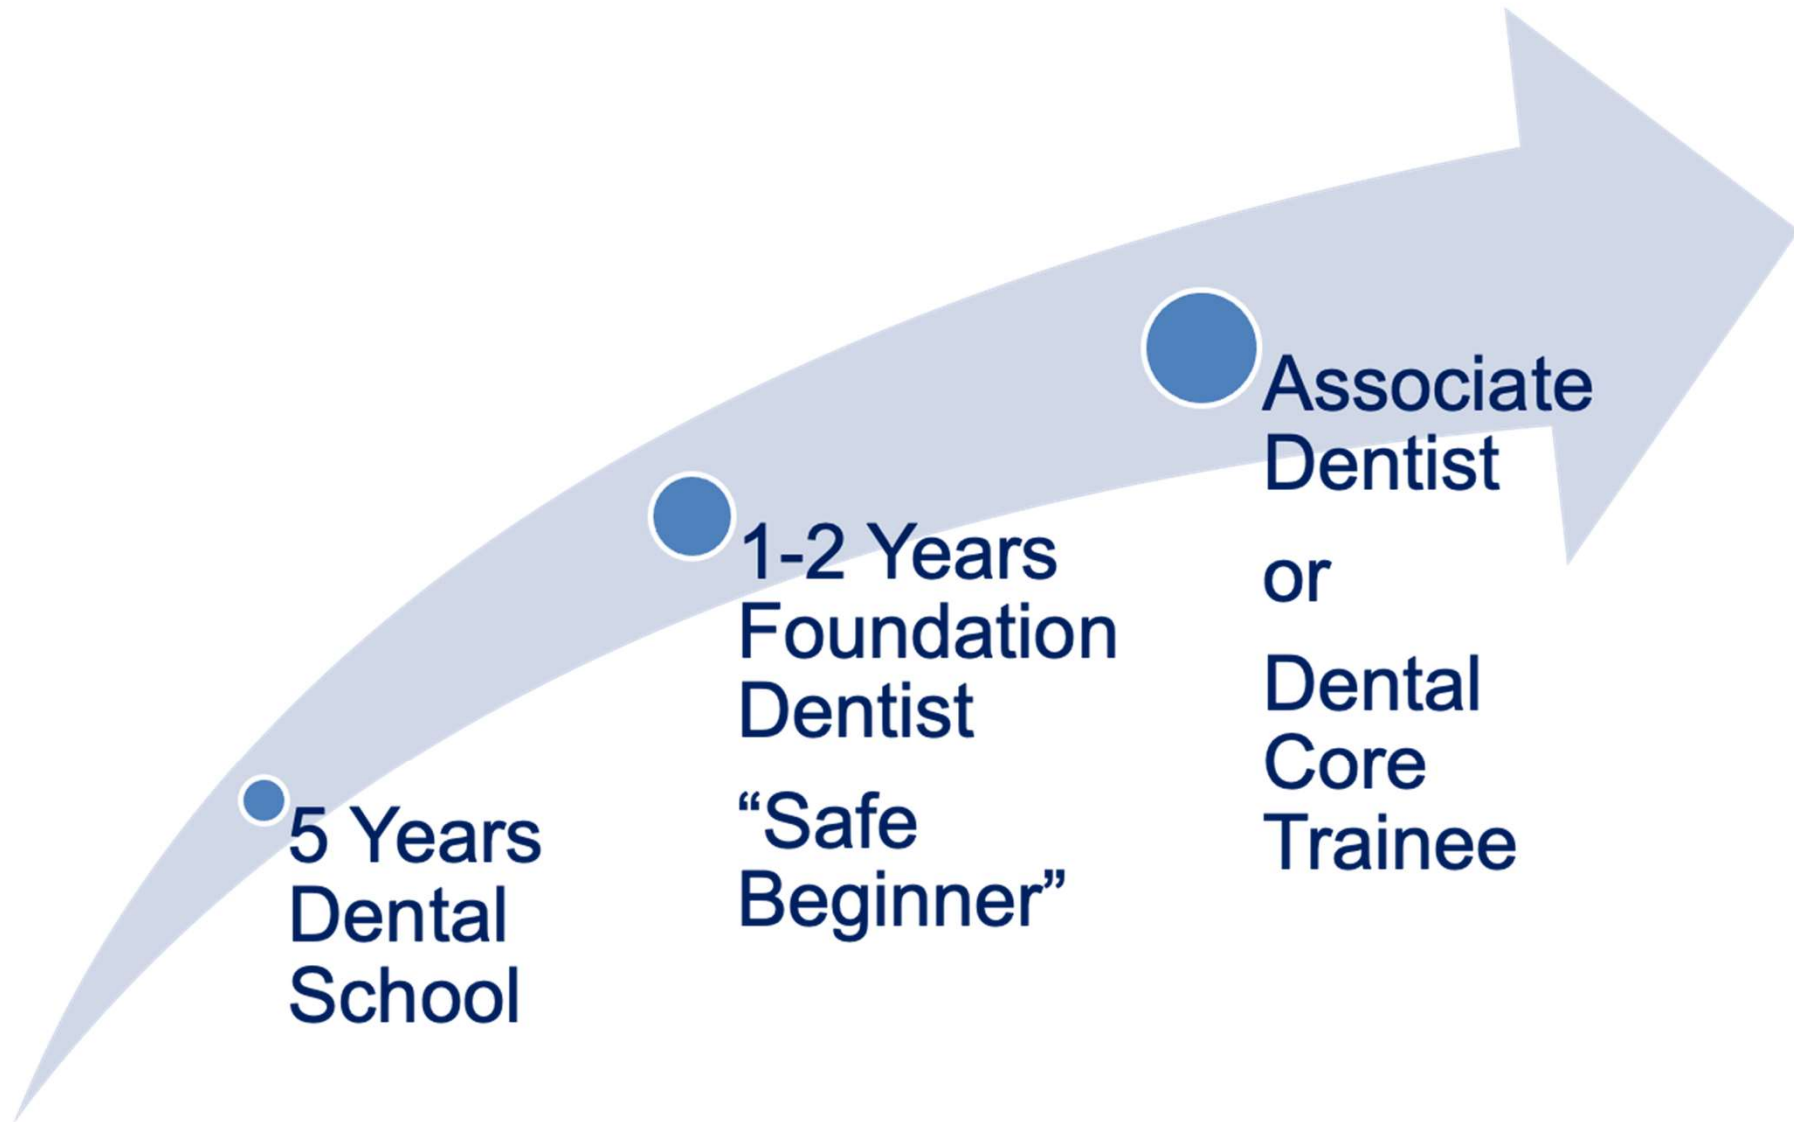 5 Years
Dental
School
1-2 Years
Foundation
Dentist
“Safe
Beginner”
Associate
Dentist
or
Dental
Core
Trainee